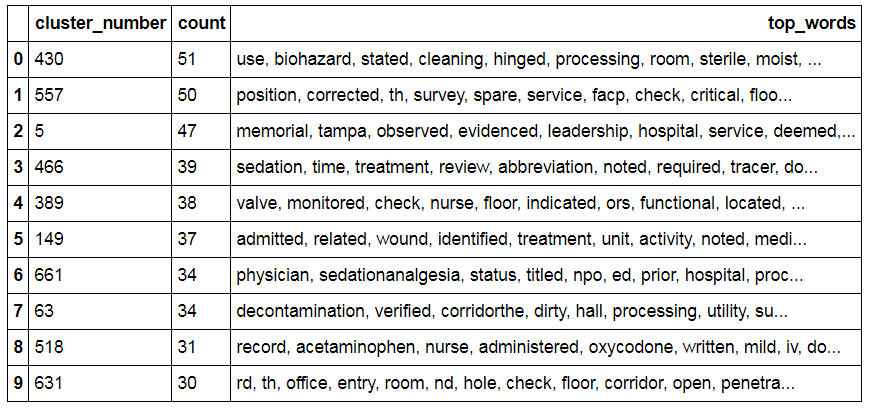 cluster_number count top_words
0 430 51 use, biohazard, stated, cleaning, hinged, processing, room, sterile, moist, ...
1 557 50 position, corrected, th, survey, spare, service, facp, check, critical, floo...
2 5 47 memorial, tampa, observed, evidenced, leadership, hospital, service, deemed,...
3 466 39 sedation, time, treatment, review, abbreviation, noted, required, tracer, do...
4 389 38 valve, monitored, check, nurse, floor, indicated, ors, functional, located, ...
5 149 37 admitted, related, wound, identified, treatment, unit, activity, noted, medi...
6 661 34 physician, sedationanalgesia, status, titled, npo, ed, prior, hospital, proc...
7 63 34 decontamination, verified, corridorthe, dirty, hall, processing, utility, su...
8 518 31 record, acetaminophen, nurse, administered, oxycodone, written, mild, iv, do...
9 631 30 rd, th, office, entry, room, nd, hole, check, floor, corridor, open, penetra...